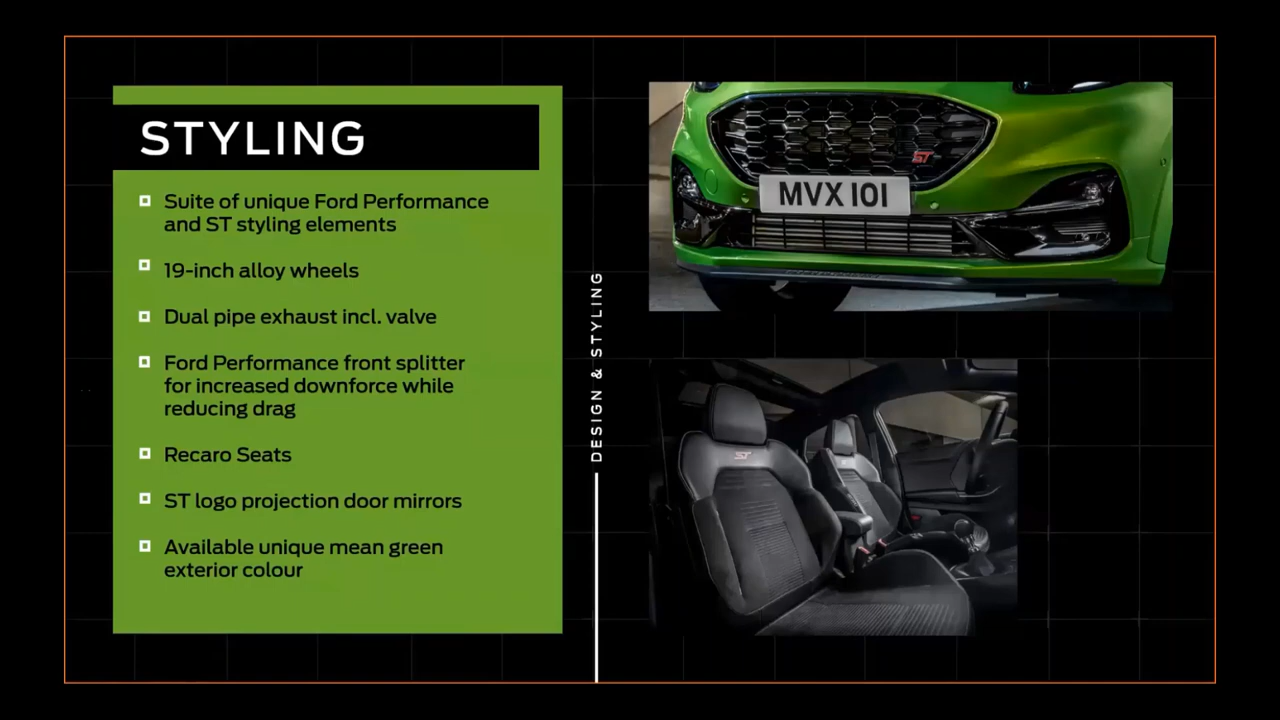 STYLING
Suite of unique Ford Performance
and ST styling elements
19-inch alloy wheels
Dual pipe exhaust incl. valve
Ford Performance front splitter
for increased downforce while
reducing drag
Recaro Seats
ST logo projection door mirrors
Available unique mean green
exterior colour
DESIGN & STYLING
ST
MVX 101
ST